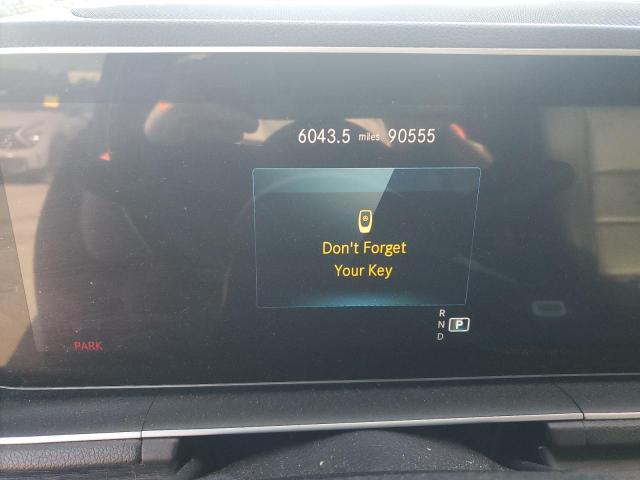 6043.5 miles 90555
Don't Forget
Your Key
R
N P
D
PARK